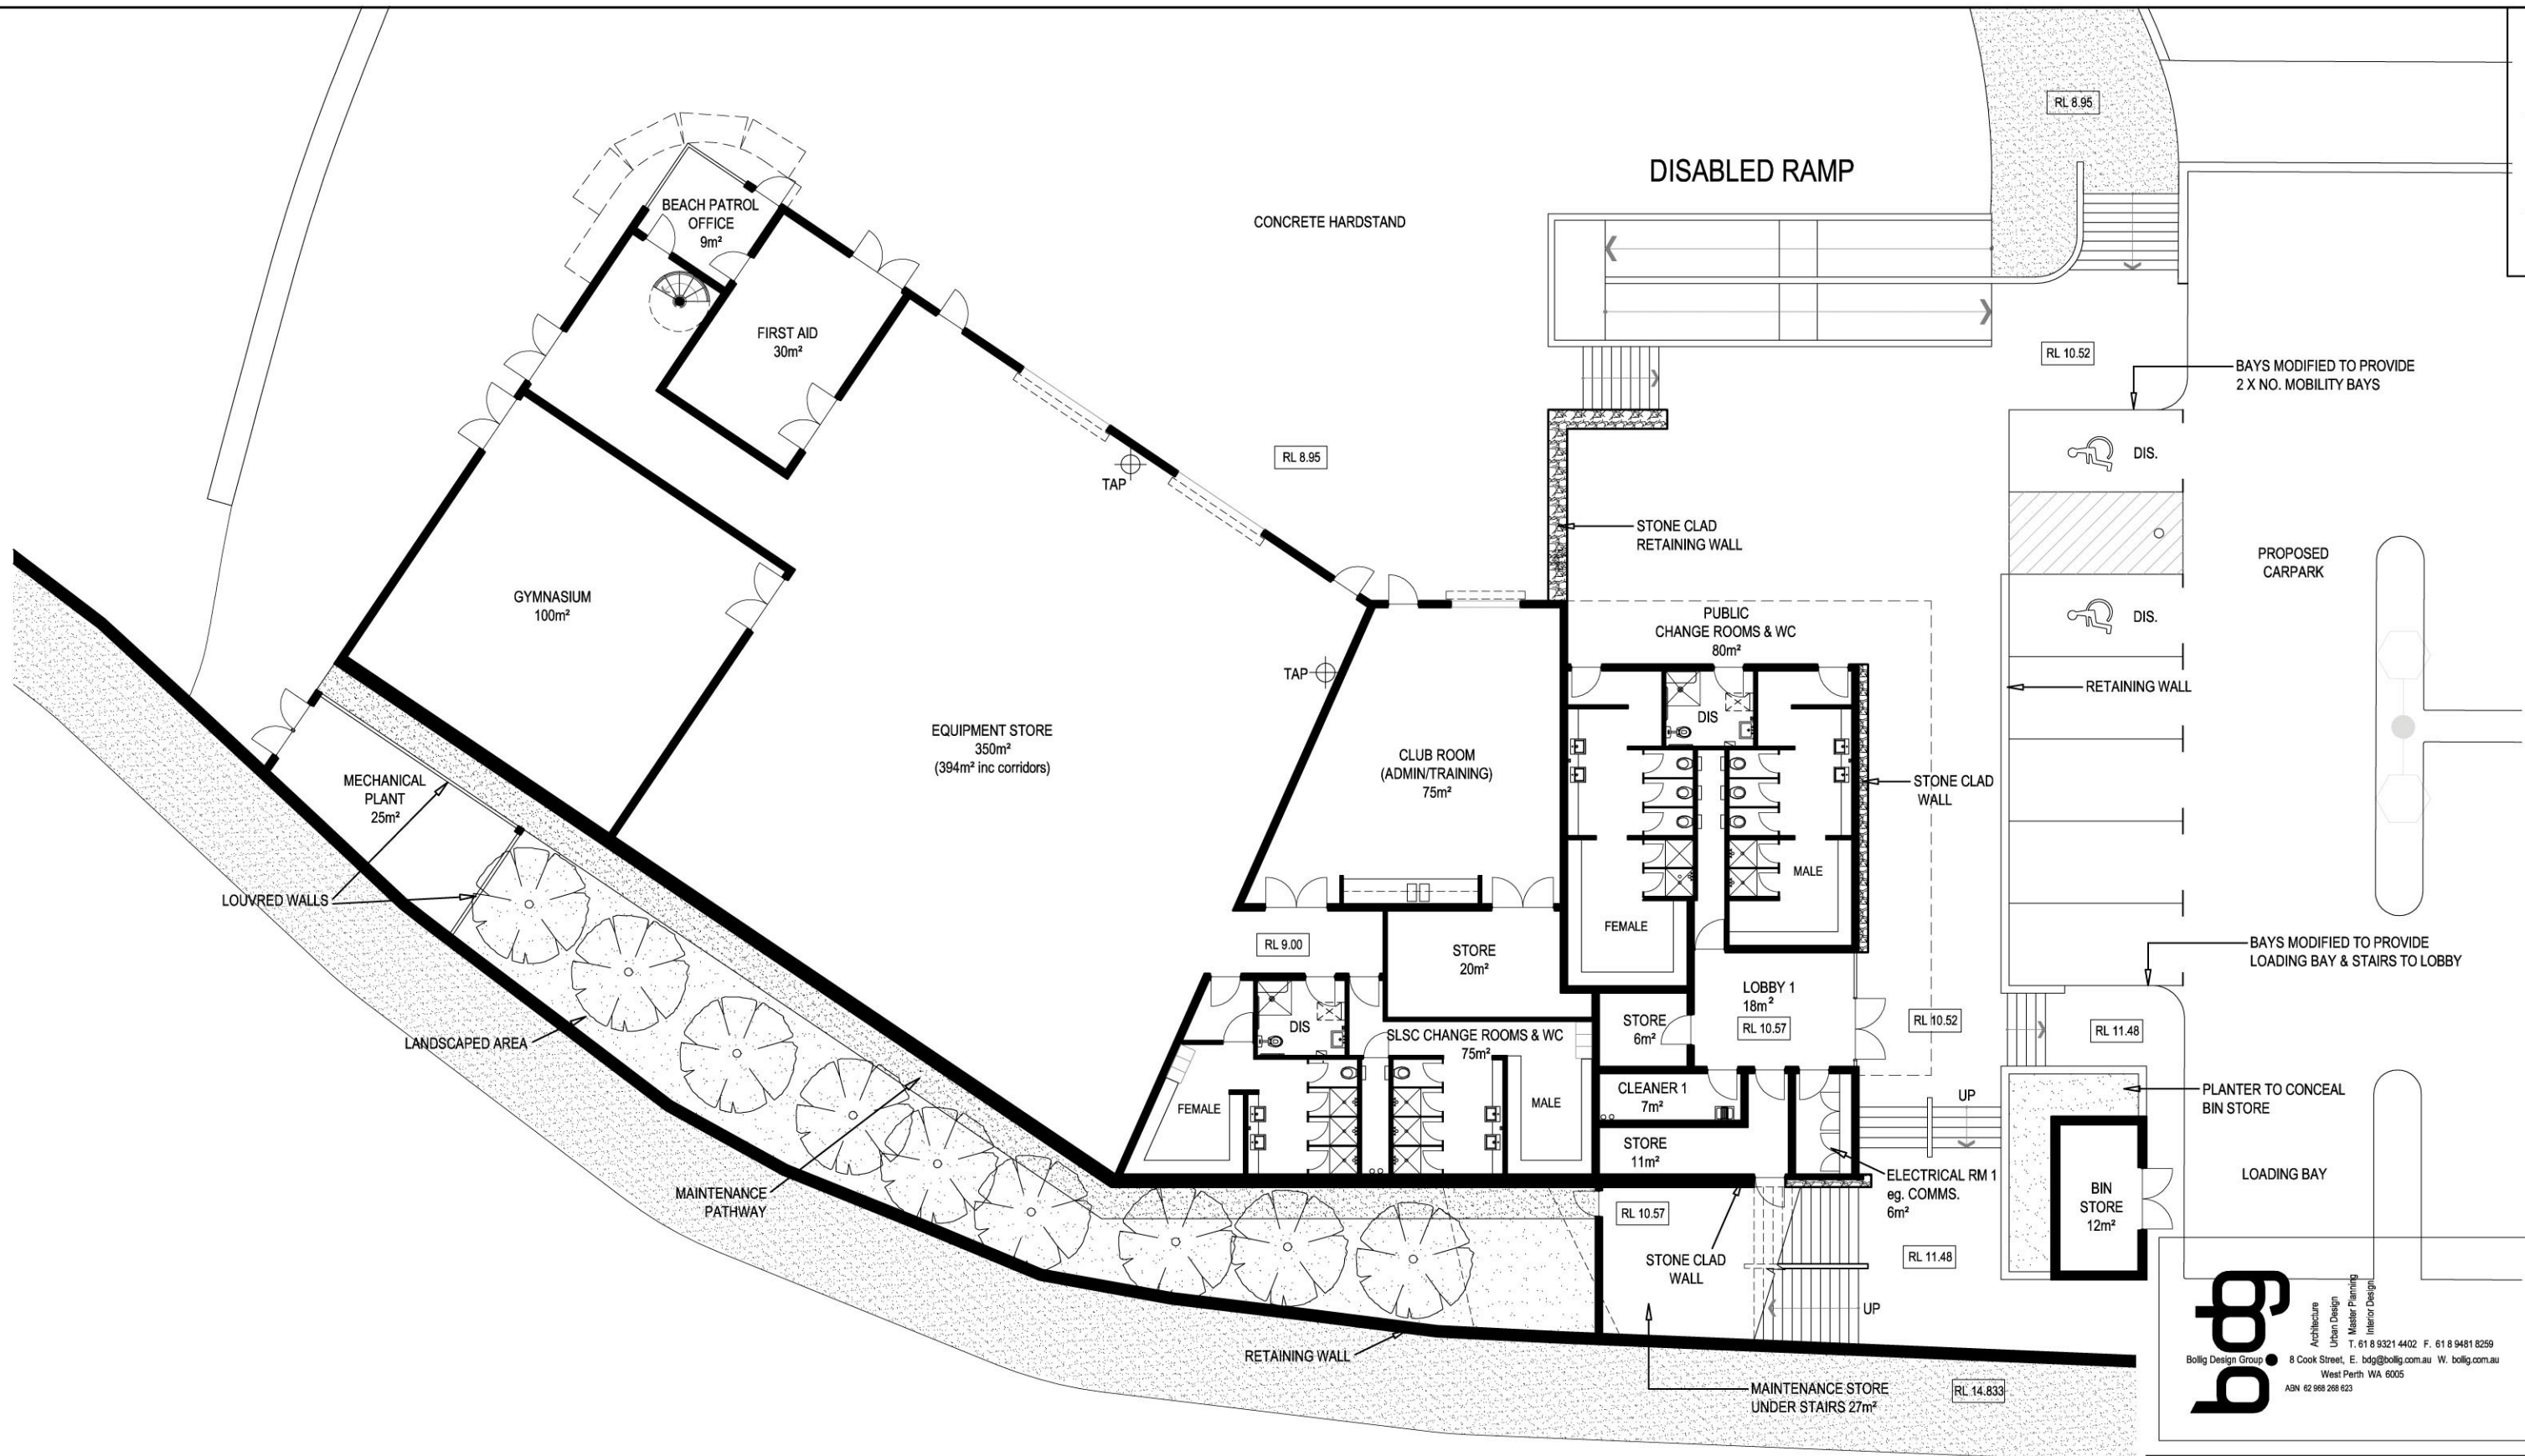 RL 8.95
DISABLED RAMP
BEACH PATROL
OFFICE
9m²
CONCRETE HARDSTAND
FIRST AID
30m²
RL 10.52
BAYS MODIFIED TO PROVIDE
2 X NO. MOBILITY BAYS
RL 8.95
DIS.
TAP
STONE CLAD
RETAINING WALL
PROPOSED
CARPARK
GYMNASIUM
100m²
PUBLIC
CHANGE ROOMS & WC
80m²
DIS.
TAP
RETAINING WALL
DIS
EQUIPMENT STORE
350m²
(394m² inc corridors)
CLUB ROOM
(ADMIN/TRAINING)
75m²
MECHANICAL
PLANT
25m²
STONE CLAD
WALL
MALE
LOUVRED WALLS
FEMALE
RL 9.00
STORE
20m²
BAYS MODIFIED TO PROVIDE
LOADING BAY & STAIRS TO LOBBY
LOBBY 1
18m²
RL 10.57
STORE
6m²
RL 10.52
RL 11.48
LANDSCAPED AREA
DIS
SLSC CHANGE ROOMS & WC
75m²
CLEANER 1
7m²
UP
PLANTER TO CONCEAL
BIN STORE
FEMALE
MALE
STORE
11m²
ELECTRICAL RM 1
eg. COMMS.
6m²
LOADING BAY
BIN
STORE
12m²
MAINTENANCE
PATHWAY
RL 10.57
STONE CLAD
WALL
RL 11.48
UP
RETAINING WALL
MAINTENANCE STORE
UNDER STAIRS 27m²
RL 14.833
bdg
Architecture
Urban Design
Master Planning
Interior Design
T. 61 8 9321 4402 F. 61 8 9481 8259
Bollig Design Group 8 Cook Street, E. bdg@bollig.com.au W. bollig.com.au
West Perth WA 6005
ABN 62 968 268 623